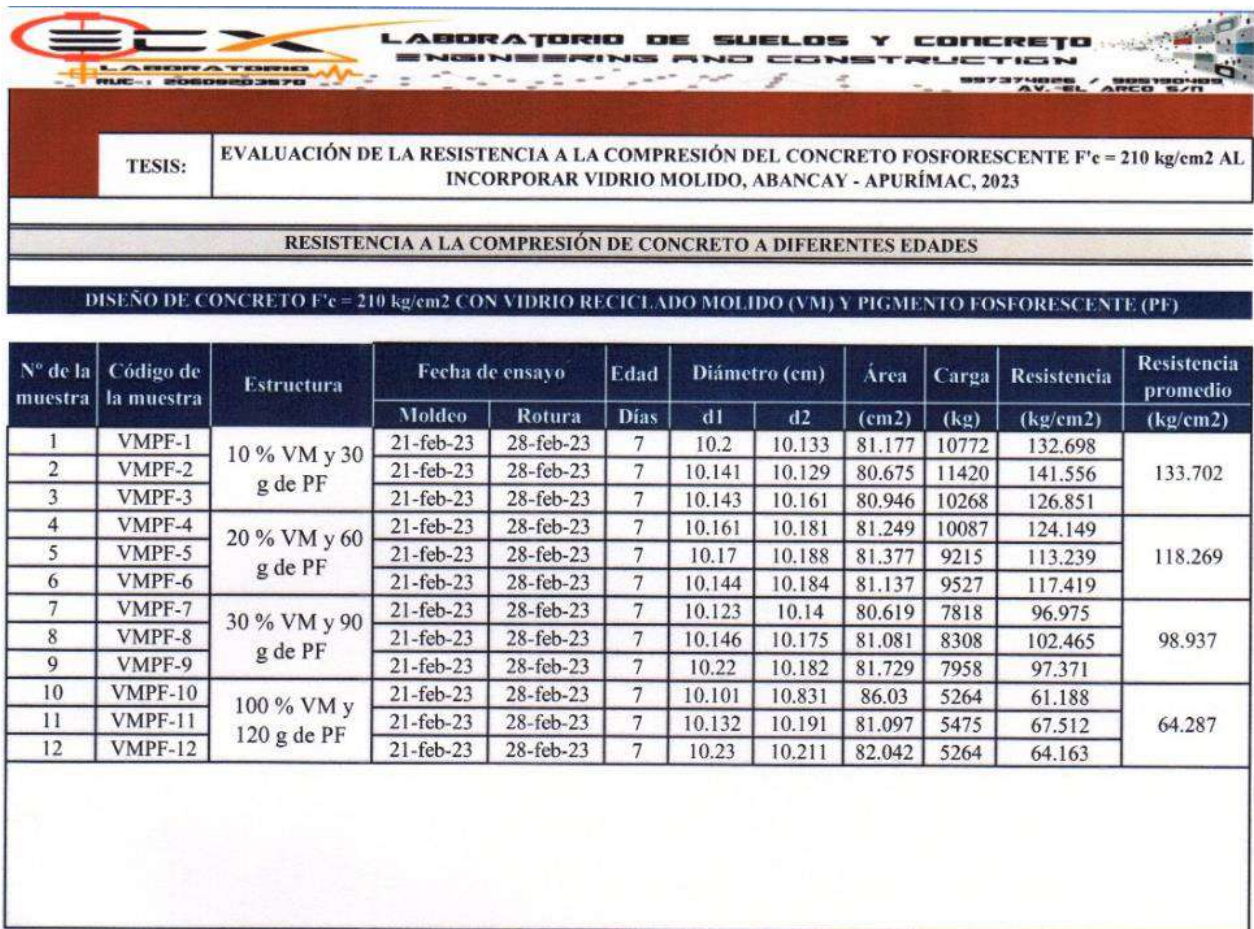 ECX
LABORATORIO
RUC-: 20609203570
LABORATORIO DE SUELOS Y CONCRETO
ENGINEERING AND CONSTRUCTION
997374826 / 985190489
AV. EL ARCO S/N
TESIS:
EVALUACIÓN DE LA RESISTENCIA A LA COMPRESIÓN DEL CONCRETO FOSFORESCENTE F'c = 210 kg/cm2 AL
INCORPORAR VIDRIO MOLIDO, ABANCAY - APURÍMAC, 2023
RESISTENCIA A LA COMPRESIÓN DE CONCRETO A DIFERENTES EDADES
DISEÑO DE CONCRETO F'c = 210 kg/cm2 CON VIDRIO RECICLADO MOLIDO (VM) Y PIGMENTO FOSFORESCENTE (PF)
Nº de la muestra Código de la muestra Estructura Fecha de ensayo Edad Diámetro (cm) Área Carga Resistencia Resistencia promedio
Moldeo Rotura Días d1 d2 (cm2) (kg) (kg/cm2) (kg/cm2)
1 VMPF-1 10 % VM y 30 g de PF 21-feb-23 28-feb-23 7 10.2 10.133 81.177 10772 132.698 133.702
2 VMPF-2 21-feb-23 28-feb-23 7 10.141 10.129 80.675 11420 141.556
3 VMPF-3 21-feb-23 28-feb-23 7 10.143 10.161 80.946 10268 126.851
4 VMPF-4 20 % VM y 60 g de PF 21-feb-23 28-feb-23 7 10.161 10.181 81.249 10087 124.149 118.269
5 VMPF-5 21-feb-23 28-feb-23 7 10.17 10.188 81.377 9215 113.239
6 VMPF-6 21-feb-23 28-feb-23 7 10.144 10.184 81.137 9527 117.419
7 VMPF-7 30 % VM y 90 g de PF 21-feb-23 28-feb-23 7 10.123 10.14 80.619 7818 96.975 98.937
8 VMPF-8 21-feb-23 28-feb-23 7 10.146 10.175 81.081 8308 102.465
9 VMPF-9 21-feb-23 28-feb-23 7 10.22 10.182 81.729 7958 97.371
10 VMPF-10 100 % VM y 120 g de PF 21-feb-23 28-feb-23 7 10.101 10.831 86.03 5264 61.188 64.287
11 VMPF-11 21-feb-23 28-feb-23 7 10.132 10.191 81.097 5475 67.512
12 VMPF-12 21-feb-23 28-feb-23 7 10.23 10.211 82.042 5264 64.163